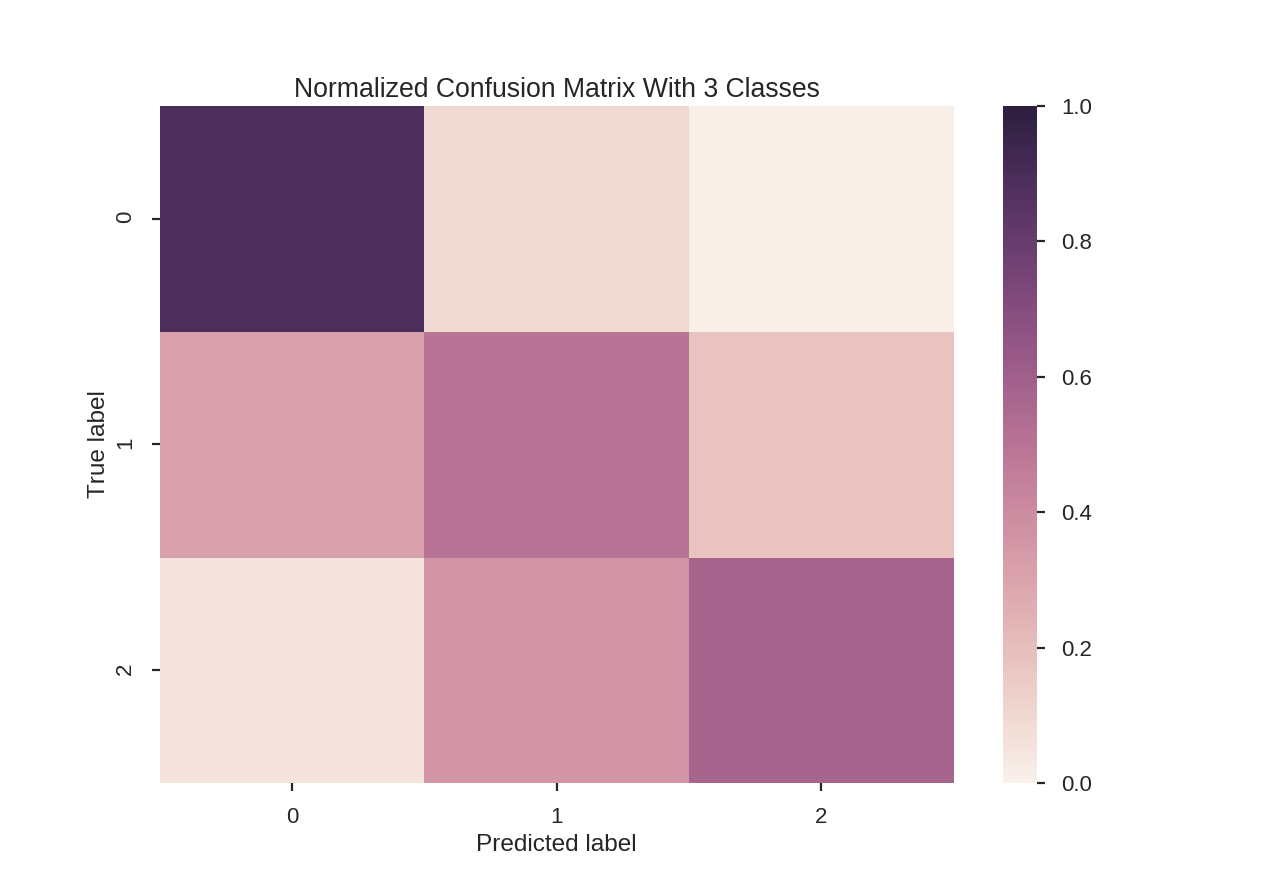 Normalized Confusion Matrix With 3 Classes
1.0
0.8
0.6
0.4
0.2
0.0
True label
0
1
2
0 1 2
Predicted label